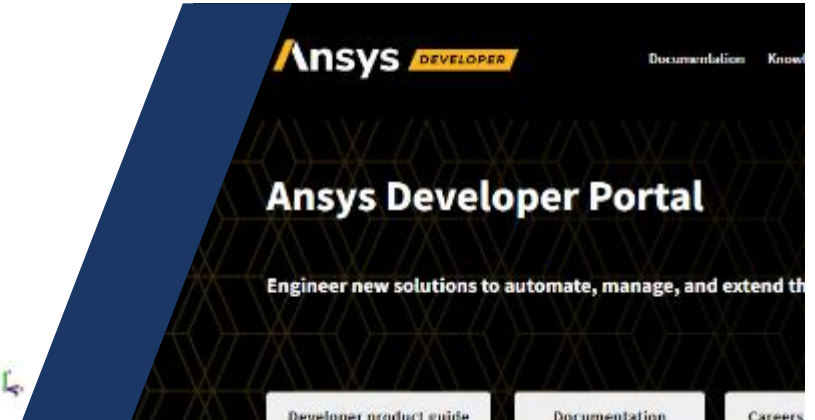 Ansys DEVELOPER
Documentation
Ansys Developer Portal
Engineer new solutions to automate, manage, and extend th
Developer product guide
Documentation
Careers